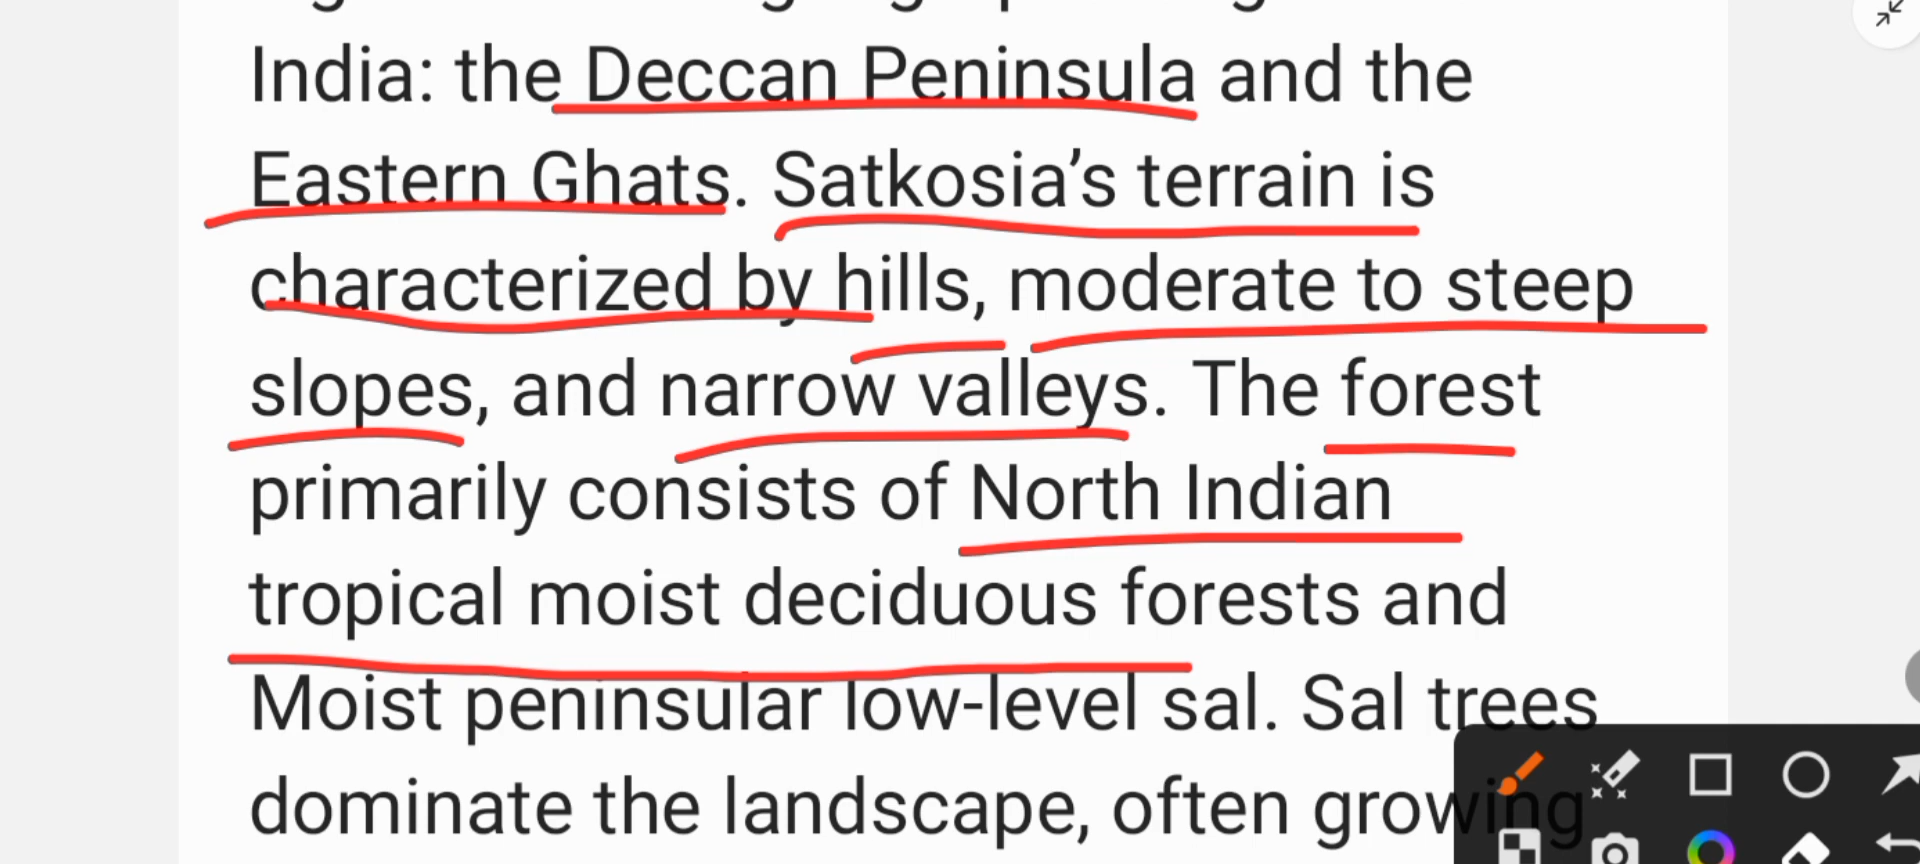 India: the Deccan Peninsula and the
Eastern Ghats. Satkosia’s terrain is
characterized by hills, moderate to steep
slopes, and narrow valleys. The forest
primarily consists of North Indian
tropical moist deciduous forests and
Moist peninsular low-level sal. Sal trees
dominate the landscape, often growing